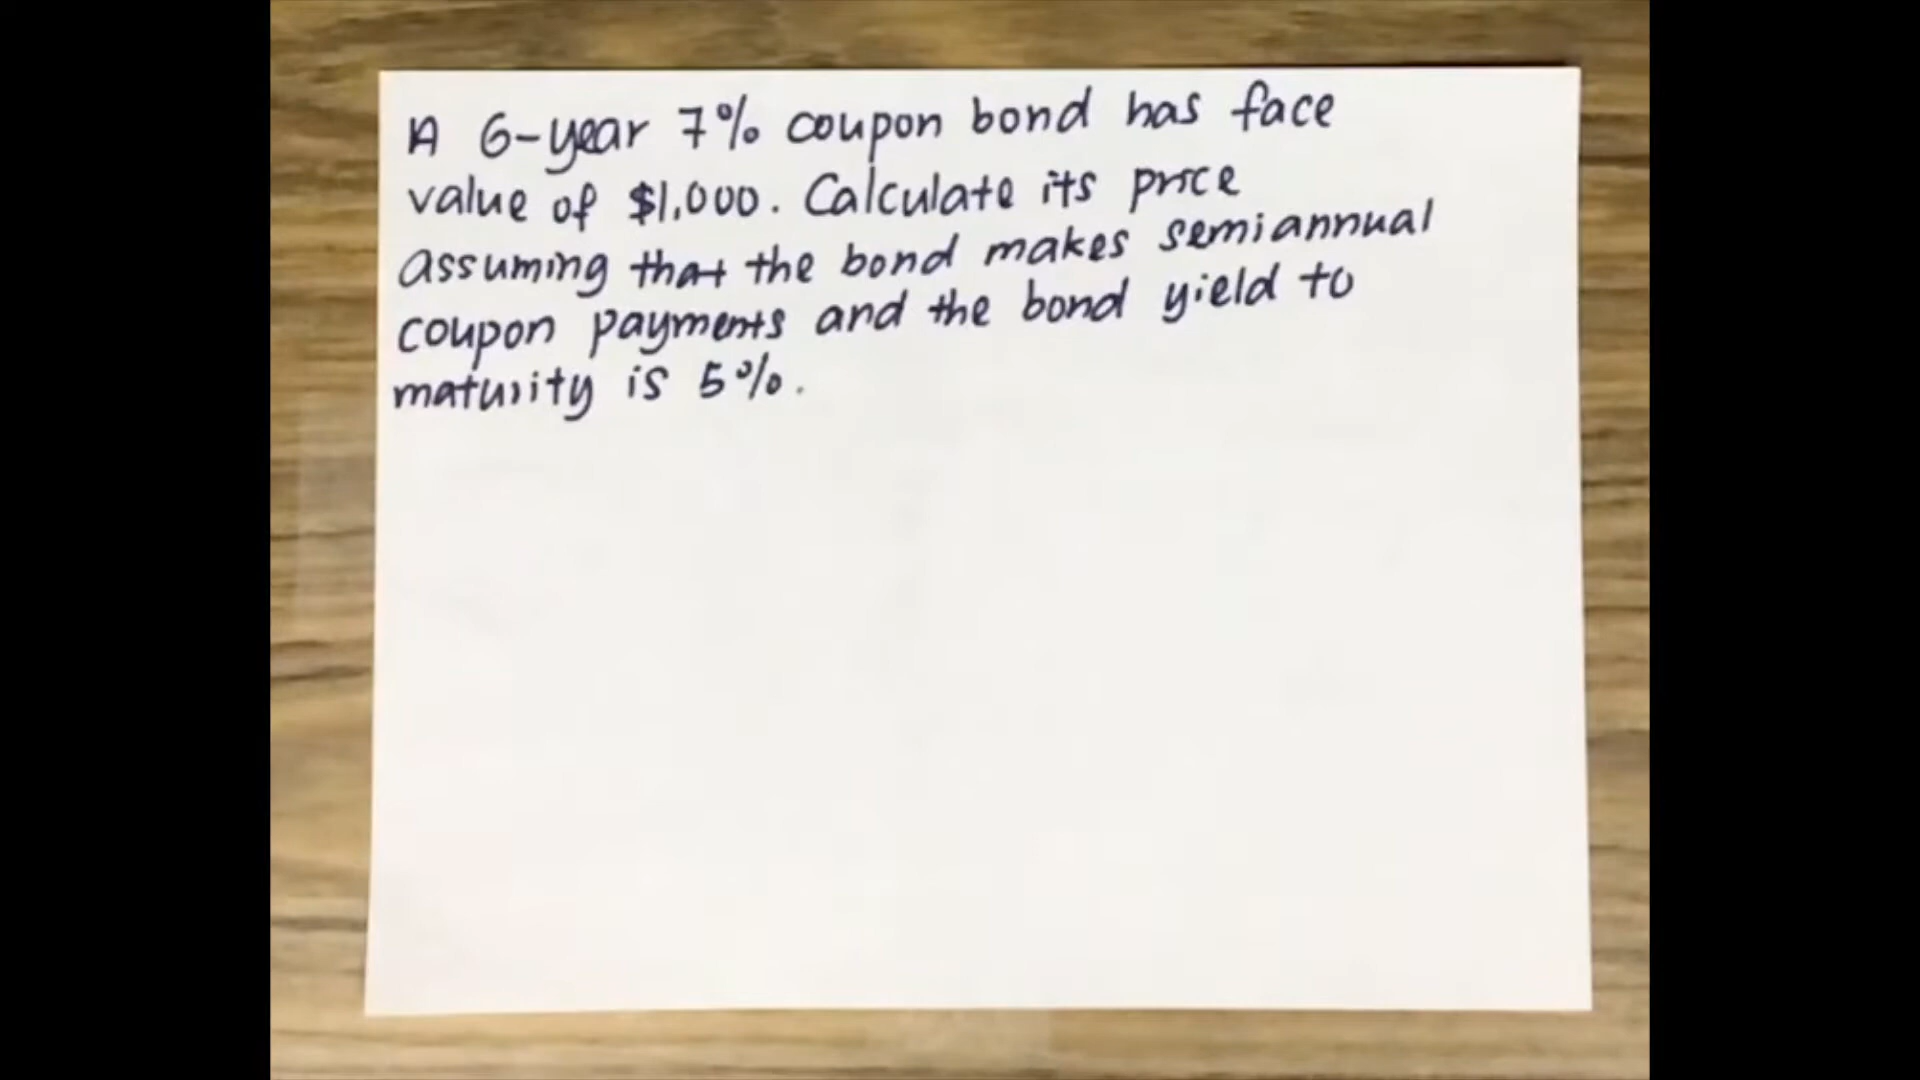 A 6-year 7% coupon bond has face
value of $1,000. Calculate its price
assuming that the bond makes semiannual
coupon payments and the bond yield to
maturity is 5%.